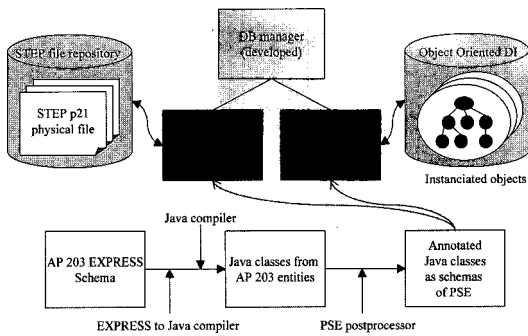 STEP file repository
STEP p21
physical file
DB manager
(developed)
Object Oriented DI
Instanciated objects
Java compiler
AP 203 EXPRESS
Schema
Java classes from
AP 203 entities
Annotated
Java classes
as schemas
of PSE
EXPRESS to Java compiler
PSE postprocessor